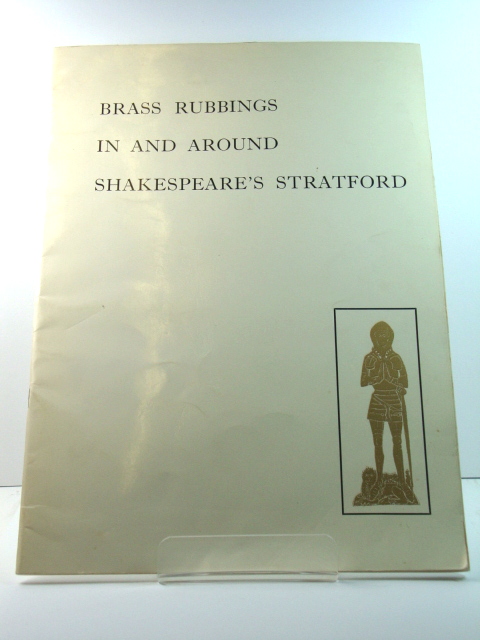 BRASS RUBBINGS
IN AND AROUND
SHAKESPEARE'S STRATFORD